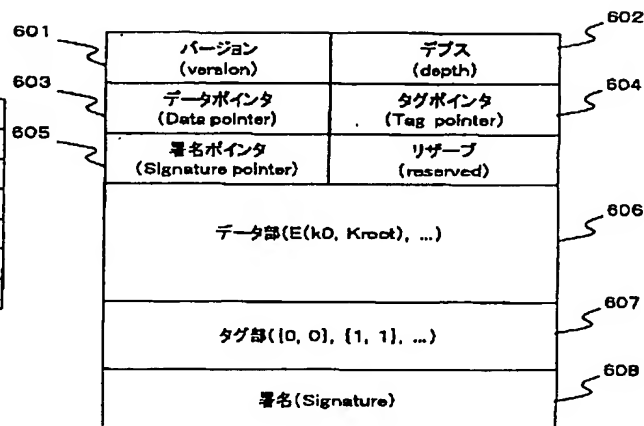 601
バージョン
(version)
デプス
(depth)
602
603
データポインタ
(Data pointer)
タグポインタ
(Tag pointer)
604
605
署名ポインタ
(Signature pointer)
リザーブ
(reserved)
データ部(E(k0, Kroot), ...)
606
タグ部({0, 0}, {1, 1}, ...)
607
署名(Signature)
608